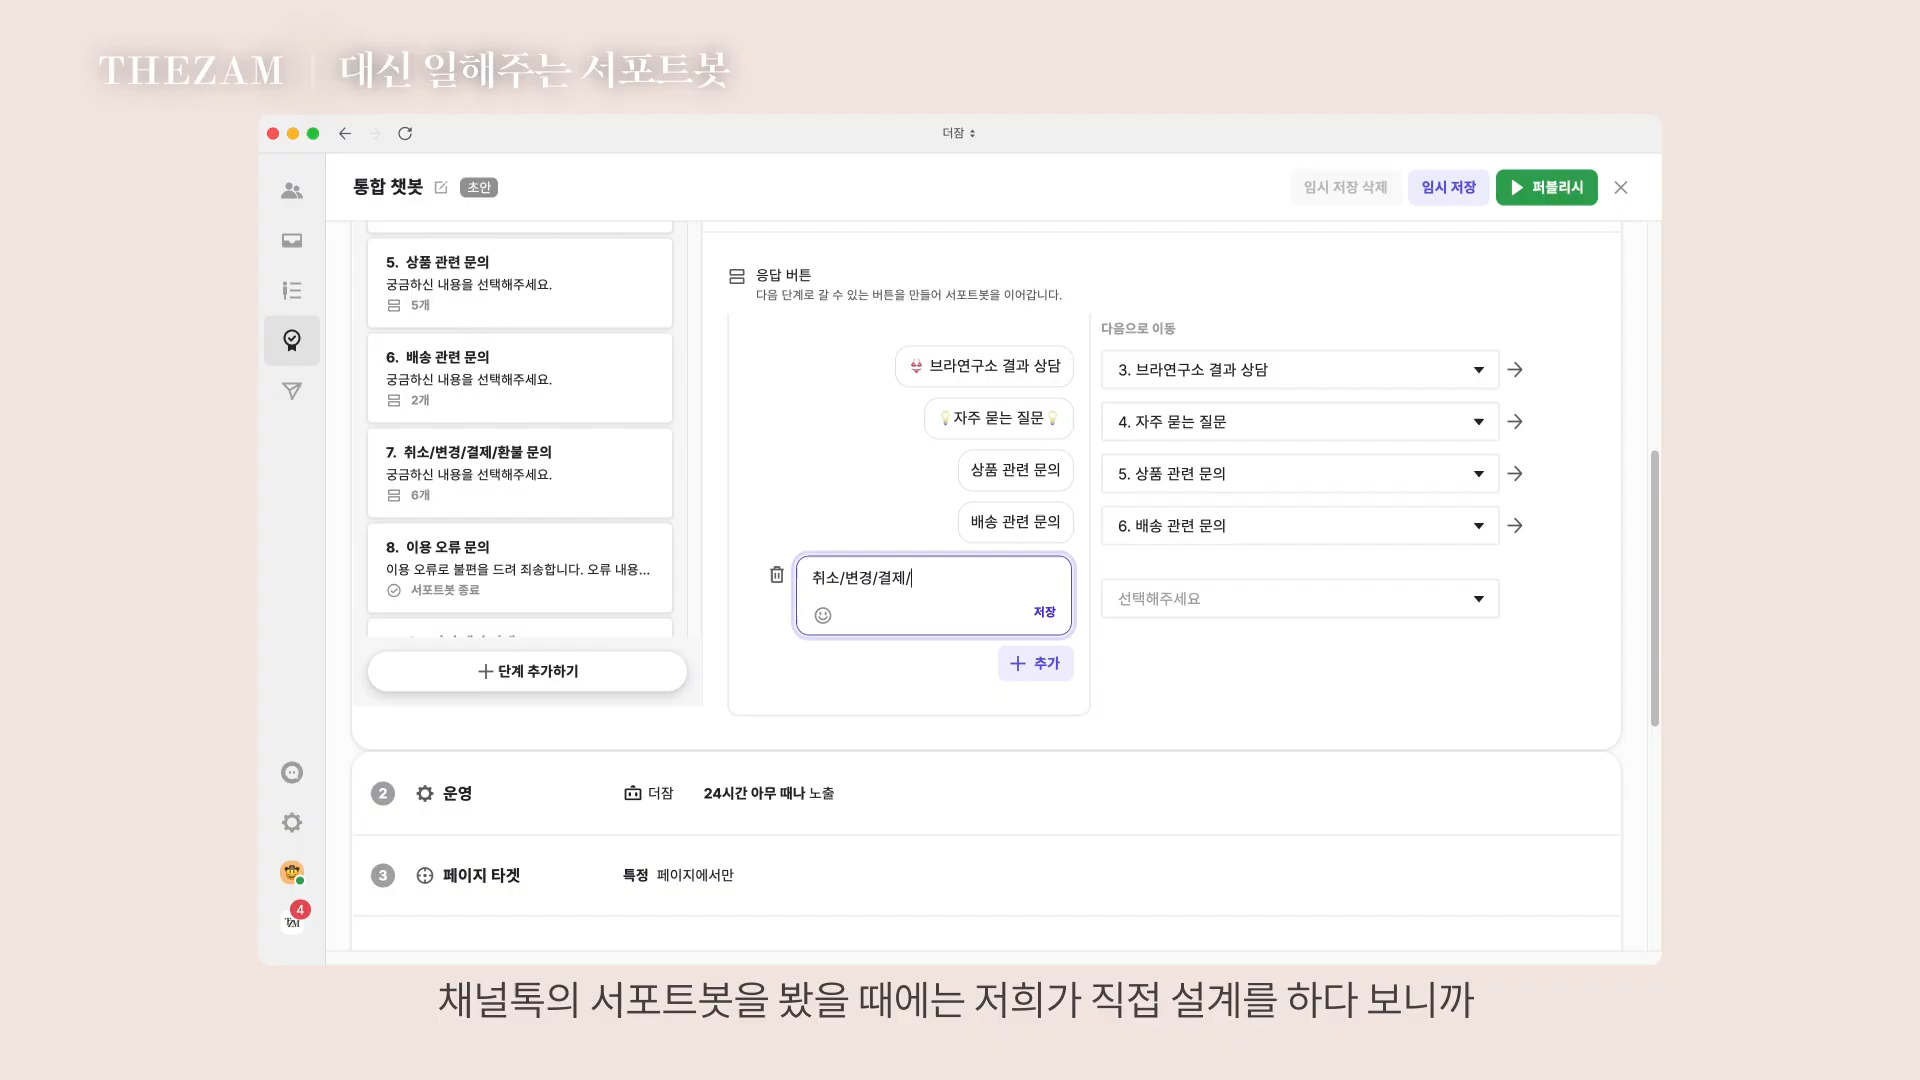 THEZAM | 대신 일해주는 서포트봇
더잠
통합 챗봇 초안
임시 저장 삭제 임시 저장 퍼블리시
5. 상품 관련 문의
궁금하신 내용을 선택해주세요.
5개
6. 배송 관련 문의
궁금하신 내용을 선택해주세요.
2개
7. 취소/변경/결제/환불 문의
궁금하신 내용을 선택해주세요.
6개
8. 이용 오류 문의
이용 오류로 불편을 드려 죄송합니다. 오류 내용...
서포트봇 종료
+ 단계 추가하기
응답 버튼
다음 단계로 갈 수 있는 버튼을 만들어 서포트봇을 이어갑니다.
다음으로 이동
👙 브라연구소 결과 상담
3. 브라연구소 결과 상담
💡자주 묻는 질문💡
4. 자주 묻는 질문
상품 관련 문의
5. 상품 관련 문의
배송 관련 문의
6. 배송 관련 문의
취소/변경/결제/
저장
선택해주세요
+ 추가
2 운영 더잠 24시간 아무 때나 노출
3 페이지 타겟 특정 페이지에서만
4
TZM
채널톡의 서포트봇을 봤을 때에는 저희가 직접 설계를 하다 보니까